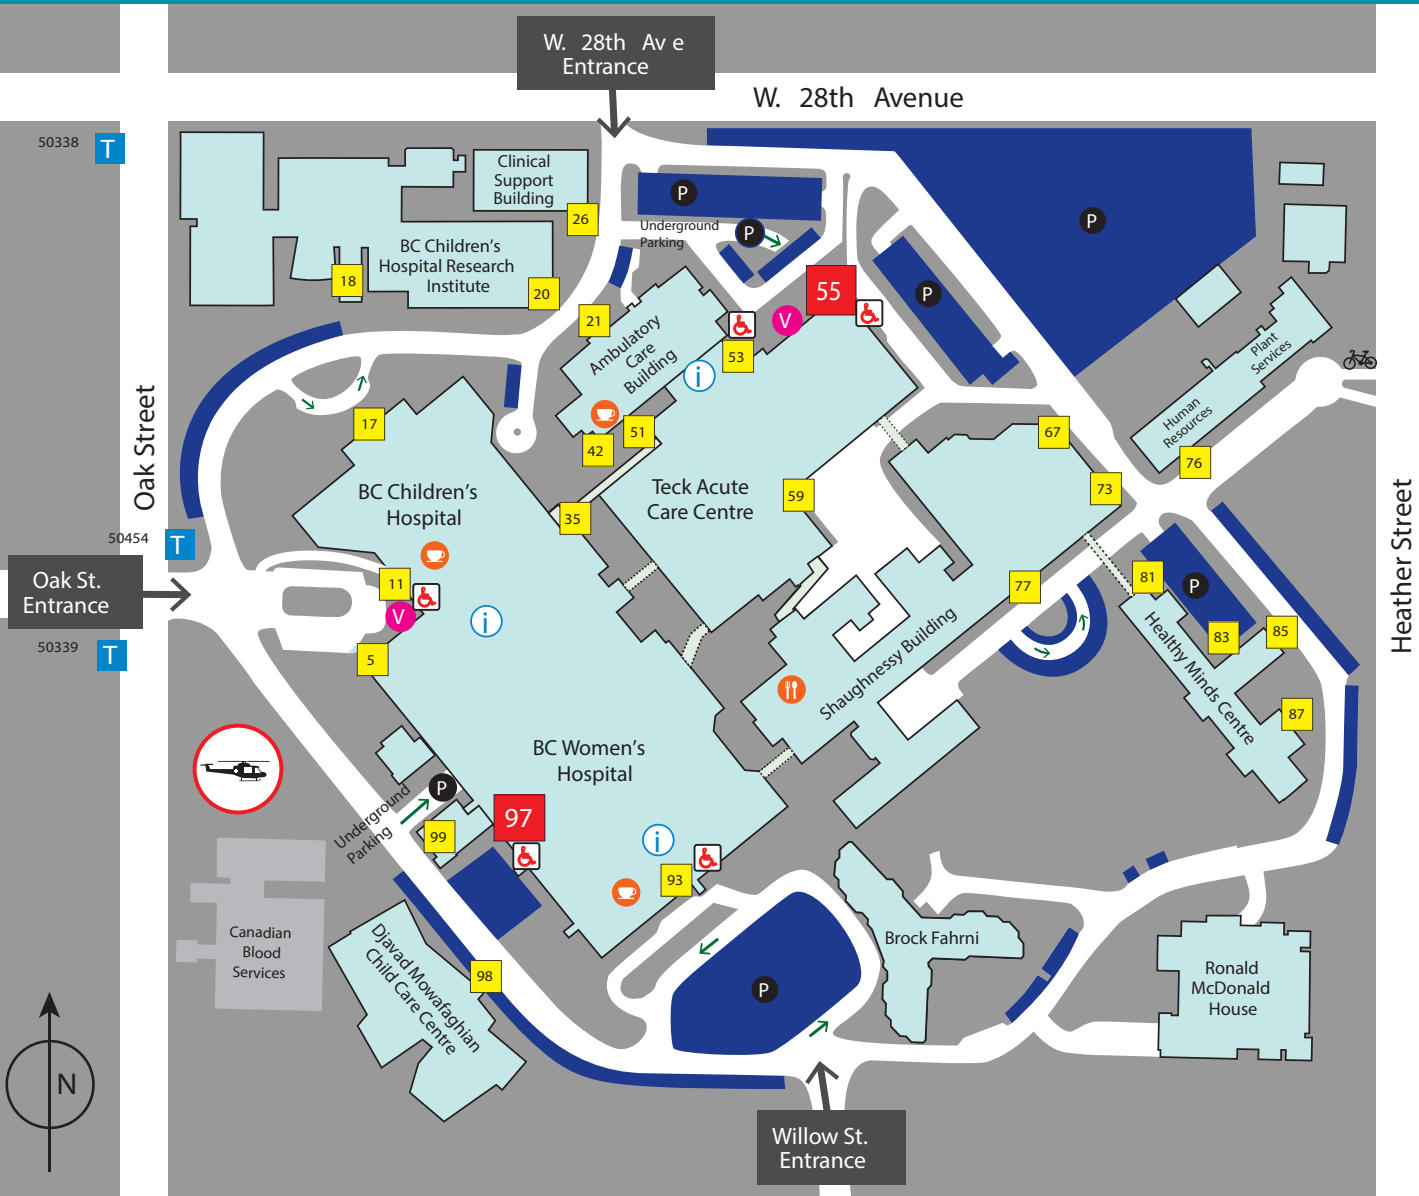 W. 28th Av e
Entrance
W. 28th Avenue
50338
T
Clinical
Support
Building
26
P
Underground
Parking
P
P
BC Children's
Hospital Research
Institute
18
20
21
55
P
V
Ambulatory
Care
Building
53
i
Plant
Services
Human
Resources
76
17
51
42
67
73
Oak Street
BC Children's
Hospital
Teck Acute
Care Centre
59
35
50454
T
Oak St.
Entrance
11
V
i
5
50339
T
77
81
P
83
85
87
Healthy Minds Centre
Shaughnessy Building
Heather Street
BC Women's
Hospital
Underground
Parking
P
99
97
i
93
98
Canadian
Blood
Services
Djavad Mowafaghian
Child Care Centre
P
Brock Fahrni
Ronald
McDonald
House
N
Willow St.
Entrance